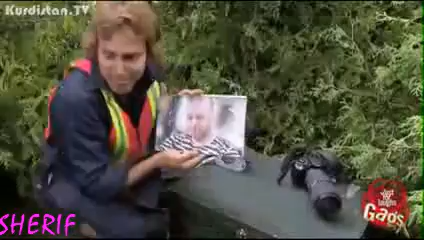 Kurdistan.TV
Just
for laughs
Gags
SHERIF